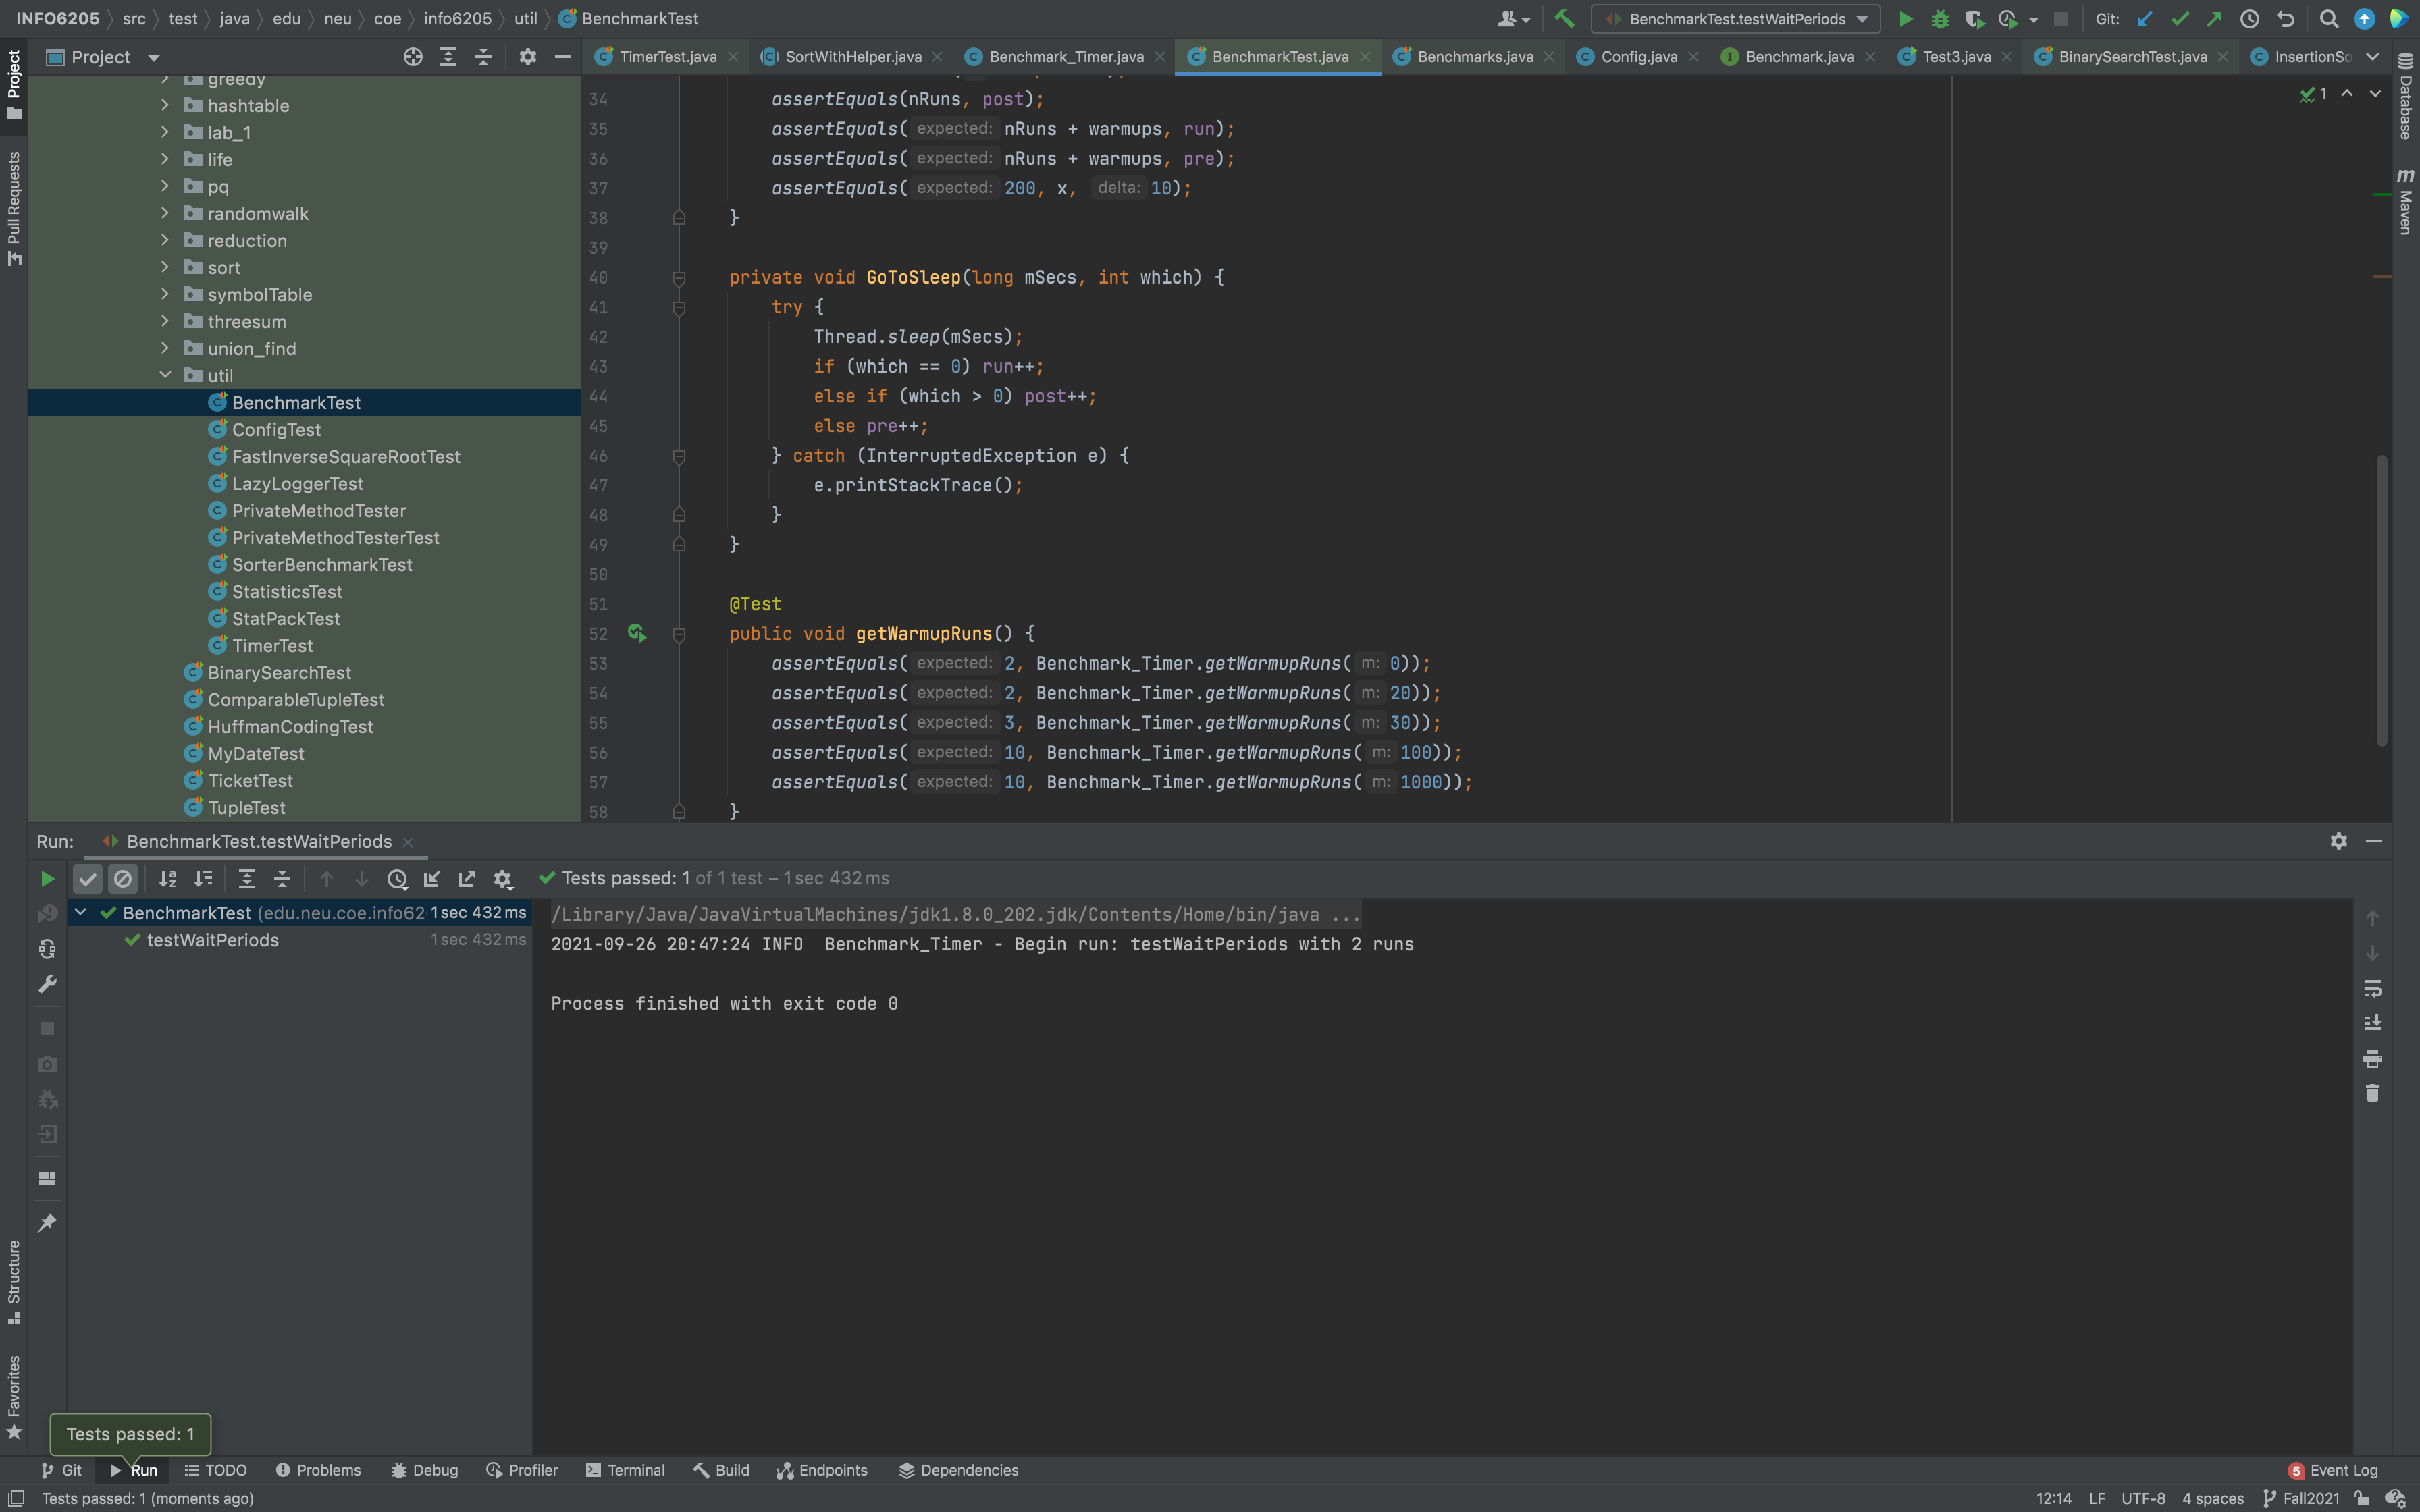 INFO6205 src test java edu neu coe info6205 util BenchmarkTest
BenchmarkTest.testWaitPeriods
Git:
Project
TimerTest.java
SortWithHelper.java
Benchmark_Timer.java
BenchmarkTest.java
Benchmarks.java
Config.java
Benchmark.java
Test3.java
BinarySearchTest.java
InsertionSo
Project
Pull Requests
Structure
Favorites
Database
Maven
greedy
hashtable
lab_1
life
pq
randomwalk
reduction
sort
symbolTable
threesum
union_find
util
BenchmarkTest
ConfigTest
FastInverseSquareRootTest
LazyLoggerTest
PrivateMethodTester
PrivateMethodTesterTest
SorterBenchmarkTest
StatisticsTest
StatPackTest
TimerTest
BinarySearchTest
ComparableTupleTest
HuffmanCodingTest
MyDateTest
TicketTest
TupleTest
1
34 assertEquals(nRuns, post);
35 assertEquals( expected: nRuns + warmups, run);
36 assertEquals( expected: nRuns + warmups, pre);
37 assertEquals( expected: 200, x, delta: 10);
38 }
39
40 private void GoToSleep(long mSecs, int which) {
41 try {
42 Thread.sleep(mSecs);
43 if (which == 0) run++;
44 else if (which > 0) post++;
45 else pre++;
46 } catch (InterruptedException e) {
47 e.printStackTrace();
48 }
49 }
50
51 @Test
52 public void getWarmupRuns() {
53 assertEquals( expected: 2, Benchmark_Timer.getWarmupRuns( m: 0));
54 assertEquals( expected: 2, Benchmark_Timer.getWarmupRuns( m: 20));
55 assertEquals( expected: 3, Benchmark_Timer.getWarmupRuns( m: 30));
56 assertEquals( expected: 10, Benchmark_Timer.getWarmupRuns( m: 100));
57 assertEquals( expected: 10, Benchmark_Timer.getWarmupRuns( m: 1000));
58 }
Run: BenchmarkTest.testWaitPeriods
Tests passed: 1 of 1 test – 1 sec 432 ms
BenchmarkTest (edu.neu.coe.info62 1 sec 432 ms
testWaitPeriods 1 sec 432 ms
/Library/Java/JavaVirtualMachines/jdk1.8.0_202.jdk/Contents/Home/bin/java ...
2021-09-26 20:47:24 INFO  Benchmark_Timer - Begin run: testWaitPeriods with 2 runs
Process finished with exit code 0
Tests passed: 1
Git
Run
TODO
Problems
Debug
Profiler
Terminal
Build
Endpoints
Dependencies
5 Event Log
Tests passed: 1 (moments ago)
12:14 LF UTF-8 4 spaces Fall2021